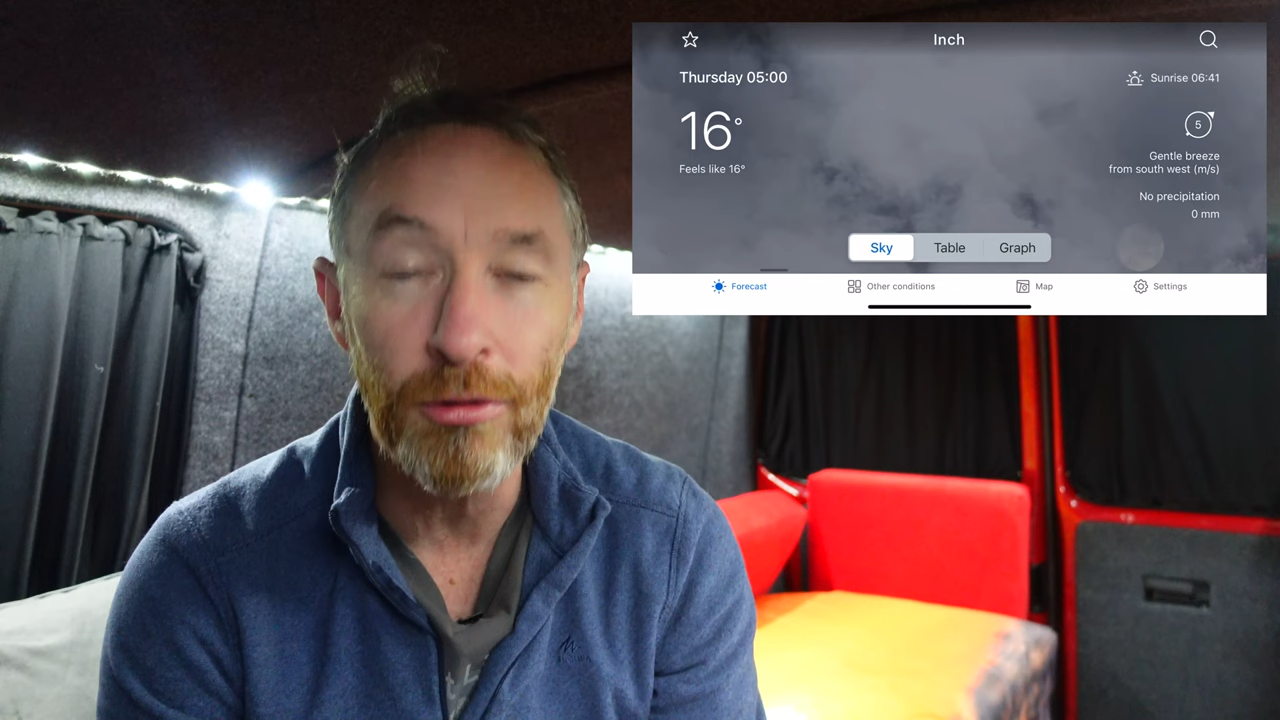 Inch
Thursday 05:00
Sunrise 06:41
16°
5
Feels like 16°
Gentle breeze
from south west (m/s)
No precipitation
0 mm
Sky
Table
Graph
Forecast
Other conditions
Map
Settings